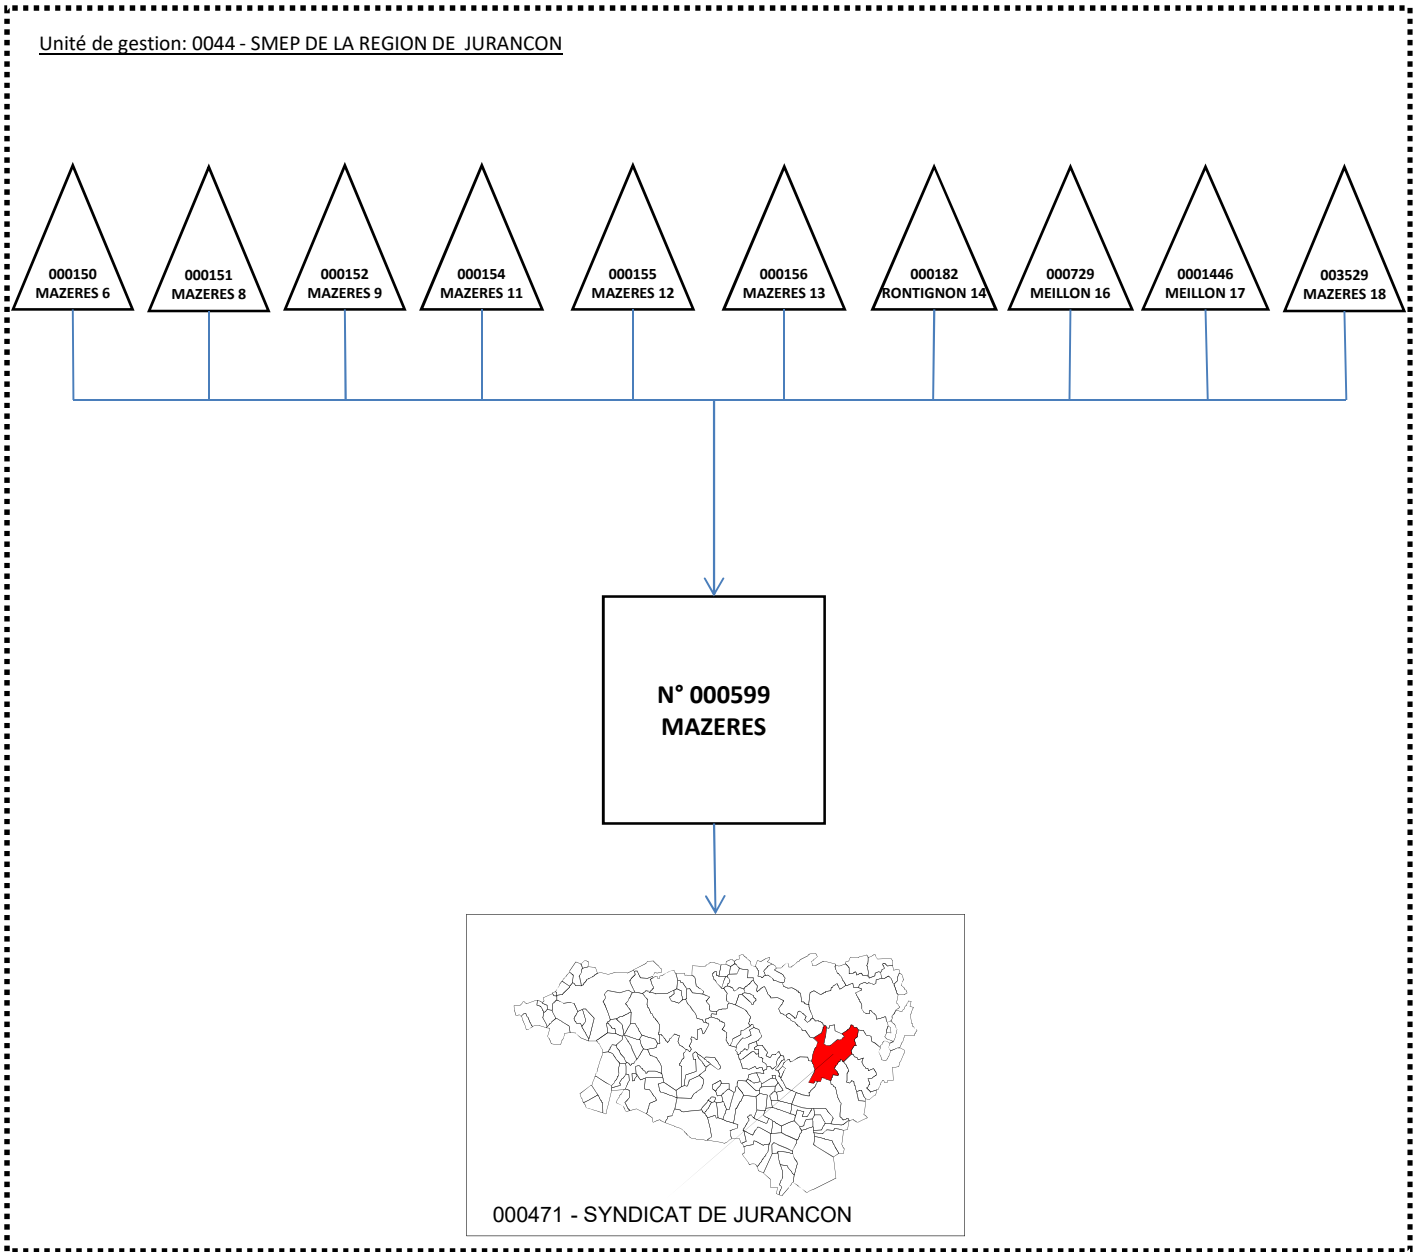 Unité de gestion: 0044 - SMEP DE LA REGION DE JURANCON
000150
MAZERES 6
000151
MAZERES 8
000152
MAZERES 9
000154
MAZERES 11
000155
MAZERES 12
000156
MAZERES 13
000182
RONTIGNON 14
000729
MEILLON 16
0001446
MEILLON 17
003529
MAZERES 18
N° 000599
MAZERES
000471 - SYNDICAT DE JURANCON